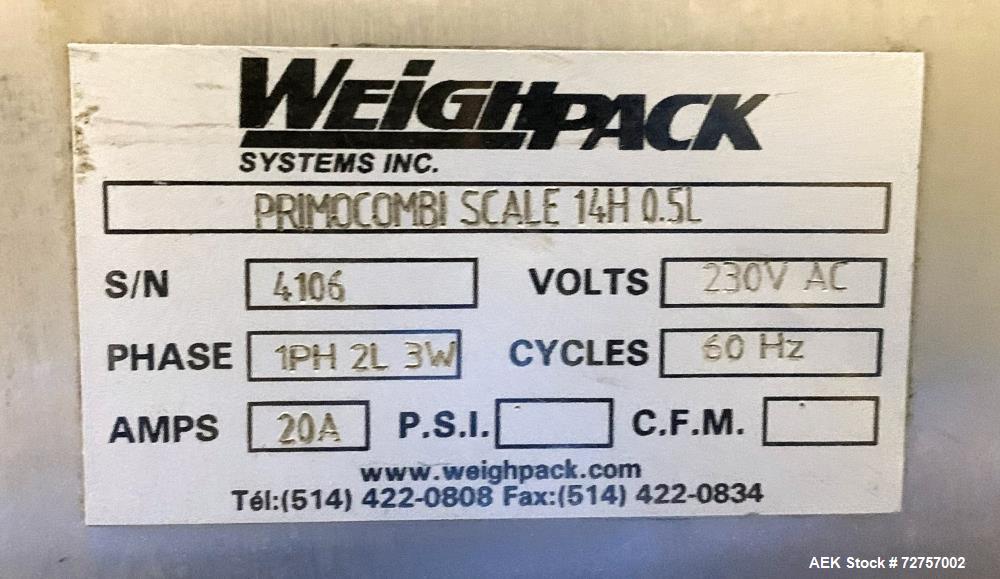 WEIGHPACK
SYSTEMS INC.
PRIMOCOMBI SCALE 14H 0.5L
S/N 4106 VOLTS 230V AC
PHASE 1PH 2L 3W CYCLES 60 Hz
AMPS 20A P.S.I. C.F.M.
www.weighpack.com
Tél:(514) 422-0808 Fax:(514) 422-0834
AEK Stock # 72757002